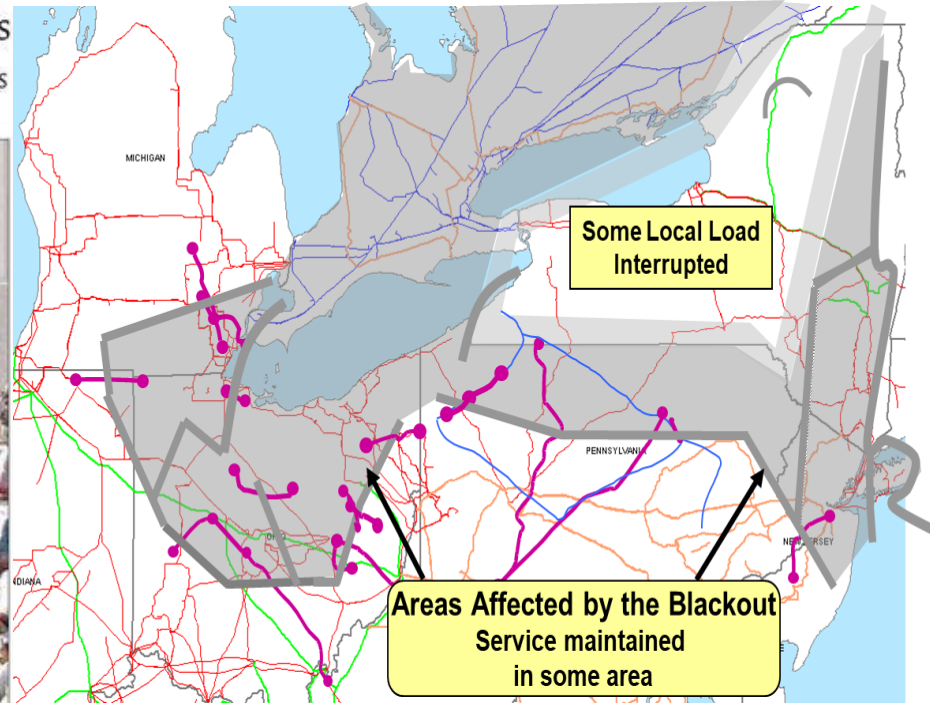 s
s
MICHIGAN
Some Local Load
Interrupted
PENNSYLVANIA
OHIO
NEW JERSEY
INDIANA
Areas Affected by the Blackout
Service maintained
in some area